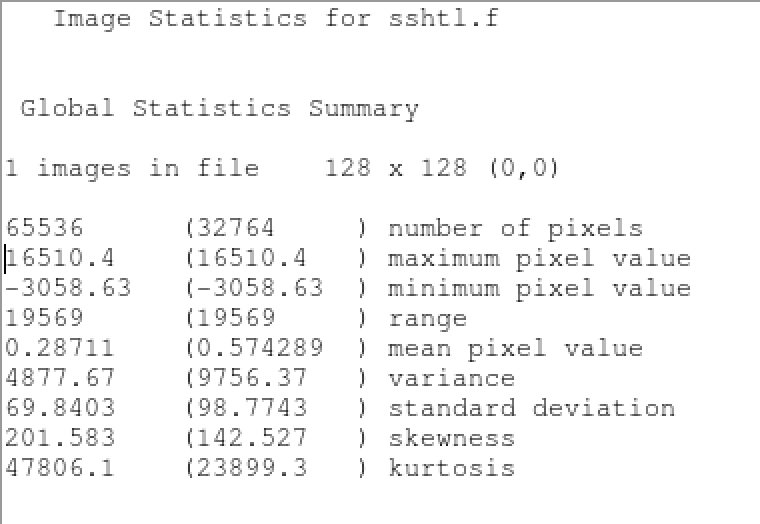 Image Statistics for sshtl.f
Global Statistics Summary
1 images in file    128 x 128 (0,0)
65536      (32764     ) number of pixels
16510.4    (16510.4   ) maximum pixel value
-3058.63   (-3058.63  ) minimum pixel value
19569      (19569     ) range
0.28711    (0.574289  ) mean pixel value
4877.67    (9756.37   ) variance
69.8403    (98.7743   ) standard deviation
201.583    (142.527   ) skewness
47806.1    (23899.3   ) kurtosis